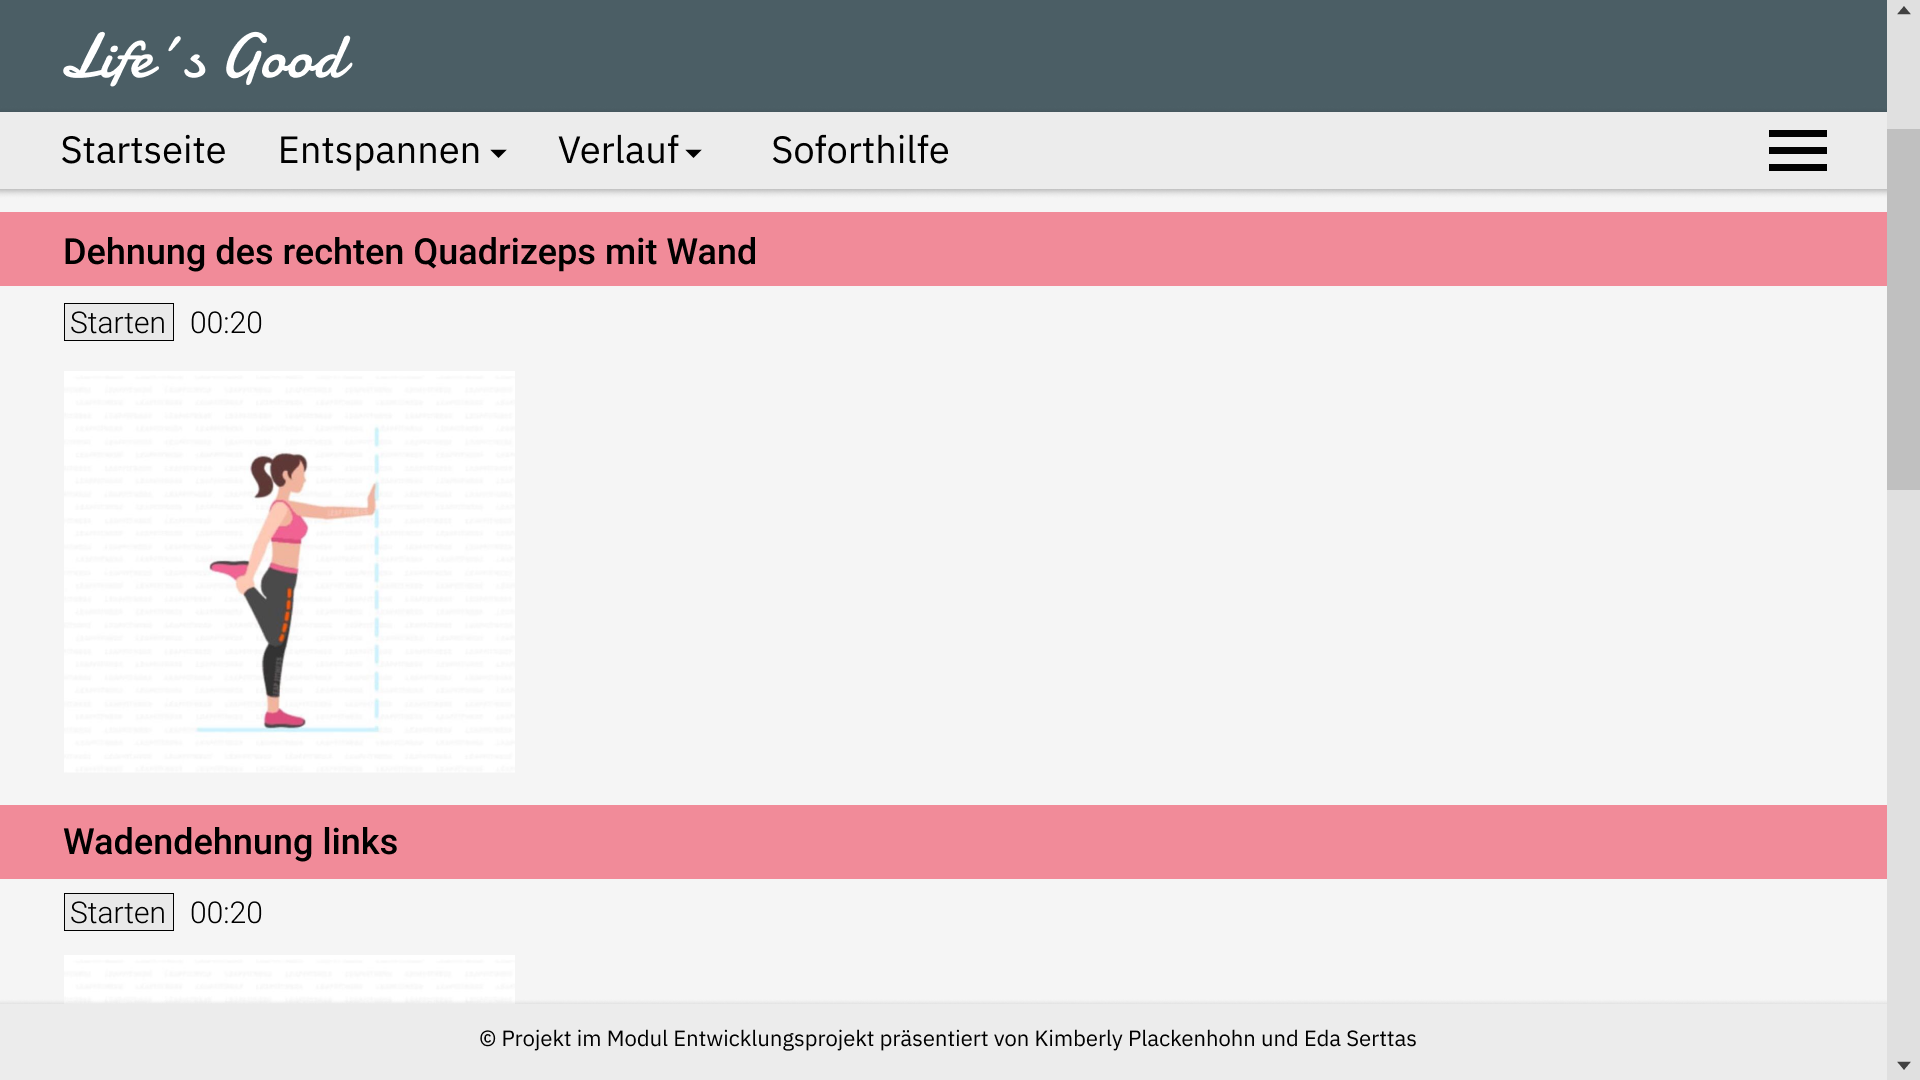 Life´s Good
Startseite Entspannen Verlauf Soforthilfe
Dehnung des rechten Quadrizeps mit Wand
Starten 00:20
Wadendehnung links
Starten 00:20
© Projekt im Modul Entwicklungsprojekt präsentiert von Kimberly Plackenhohn und Eda Serttas